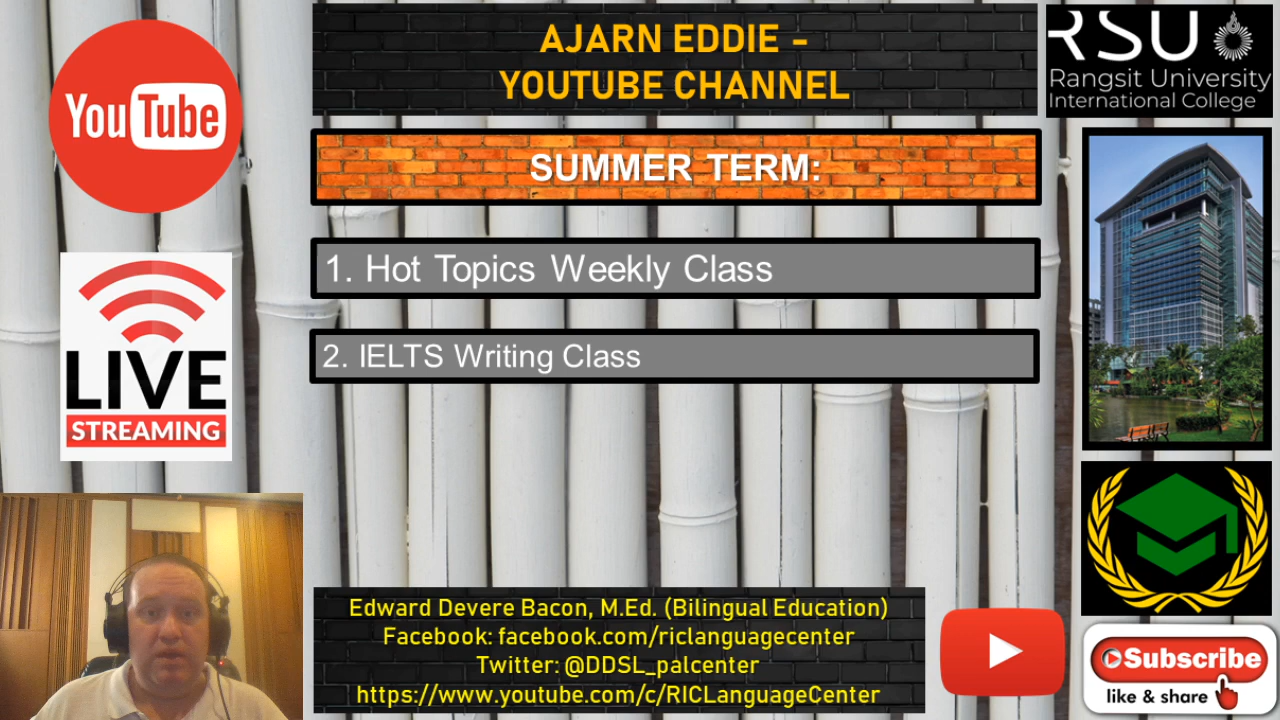 YouTube
AJARN EDDIE -
YOUTUBE CHANNEL
RSU
Rangsit University
International College
SUMMER TERM:
1. Hot Topics Weekly Class
2. IELTS Writing Class
LIVE
STREAMING
Edward Devere Bacon, M.Ed. (Bilingual Education)
Facebook: facebook.com/riclanguagecenter
Twitter: @DDSL_palcenter
https://www.youtube.com/c/RICLanguageCenter
Subscribe
like & share